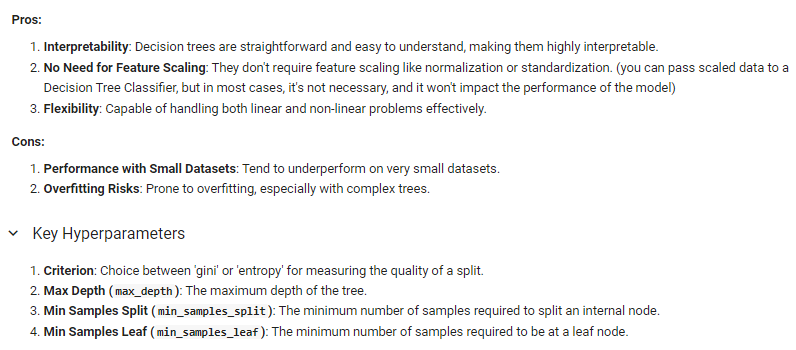 Pros:
1. Interpretability: Decision trees are straightforward and easy to understand, making them highly interpretable.
2. No Need for Feature Scaling: They don't require feature scaling like normalization or standardization. (you can pass scaled data to a
Decision Tree Classifier, but in most cases, it's not necessary, and it won't impact the performance of the model)
3. Flexibility: Capable of handling both linear and non-linear problems effectively.
Cons:
1. Performance with Small Datasets: Tend to underperform on very small datasets.
2. Overfitting Risks: Prone to overfitting, especially with complex trees.
Key Hyperparameters
1. Criterion: Choice between 'gini' or 'entropy' for measuring the quality of a split.
2. Max Depth (max_depth): The maximum depth of the tree.
3. Min Samples Split (min_samples_split): The minimum number of samples required to split an internal node.
4. Min Samples Leaf (min_samples_leaf): The minimum number of samples required to be at a leaf node.